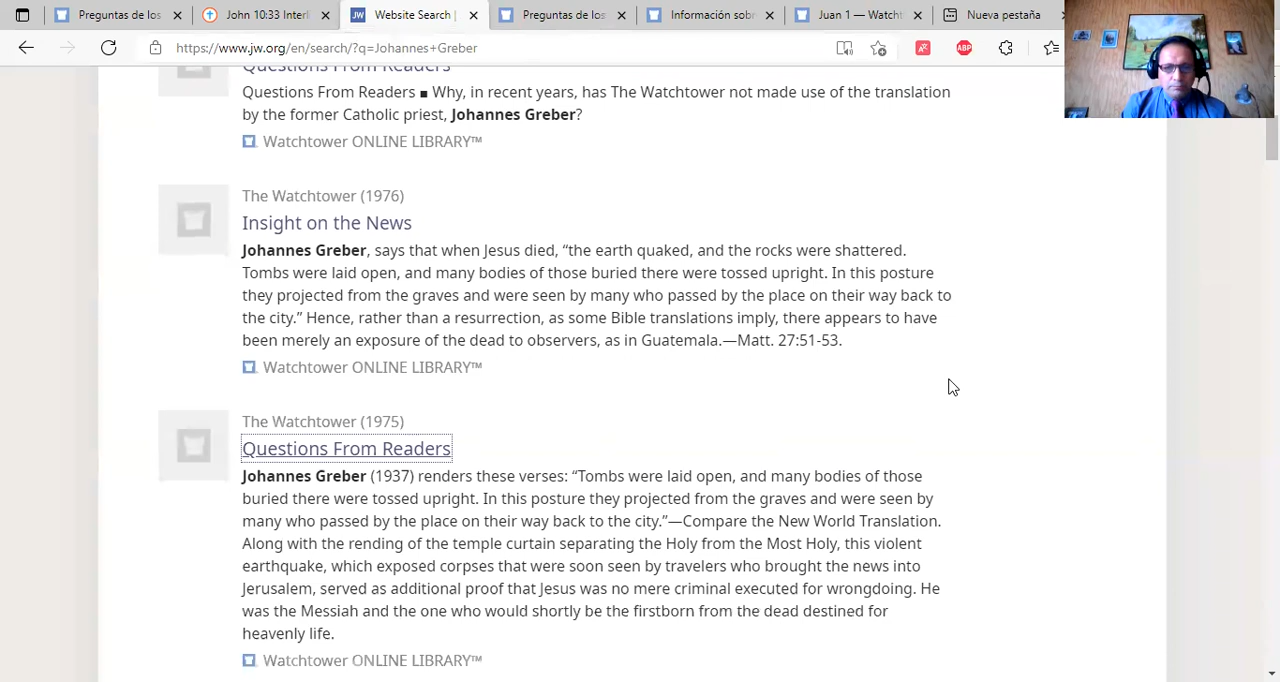 Preguntas de los
John 10:33 Interl
Website Search |
Preguntas de los
Información sob
Juan 1 — Watcht
Nueva pestaña
https://www.jw.org/en/search/?q=Johannes+Greber
ABP
Questions From Readers
Questions From Readers ■ Why, in recent years, has The Watchtower not made use of the translation
by the former Catholic priest, Johannes Greber?
Watchtower ONLINE LIBRARY™
The Watchtower (1976)
Insight on the News
Johannes Greber, says that when Jesus died, “the earth quaked, and the rocks were shattered.
Tombs were laid open, and many bodies of those buried there were tossed upright. In this posture
they projected from the graves and were seen by many who passed by the place on their way back to
the city.” Hence, rather than a resurrection, as some Bible translations imply, there appears to have
been merely an exposure of the dead to observers, as in Guatemala.—Matt. 27:51-53.
Watchtower ONLINE LIBRARY™
The Watchtower (1975)
Questions From Readers
Johannes Greber (1937) renders these verses: “Tombs were laid open, and many bodies of those
buried there were tossed upright. In this posture they projected from the graves and were seen by
many who passed by the place on their way back to the city.”—Compare the New World Translation.
Along with the rending of the temple curtain separating the Holy from the Most Holy, this violent
earthquake, which exposed corpses that were soon seen by travelers who brought the news into
Jerusalem, served as additional proof that Jesus was no mere criminal executed for wrongdoing. He
was the Messiah and the one who would shortly be the firstborn from the dead destined for
heavenly life.
Watchtower ONLINE LIBRARY™